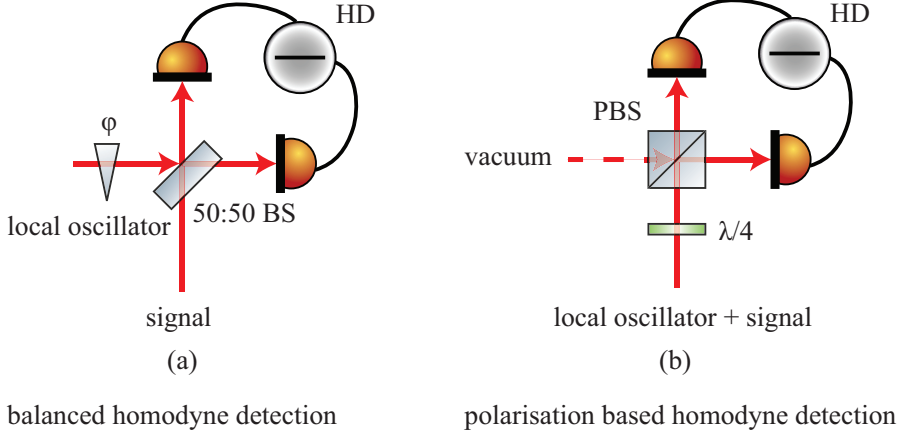 HD
φ
local oscillator
50:50 BS
signal
(a)
balanced homodyne detection
HD
PBS
vacuum
λ/4
local oscillator + signal
(b)
polarisation based homodyne detection